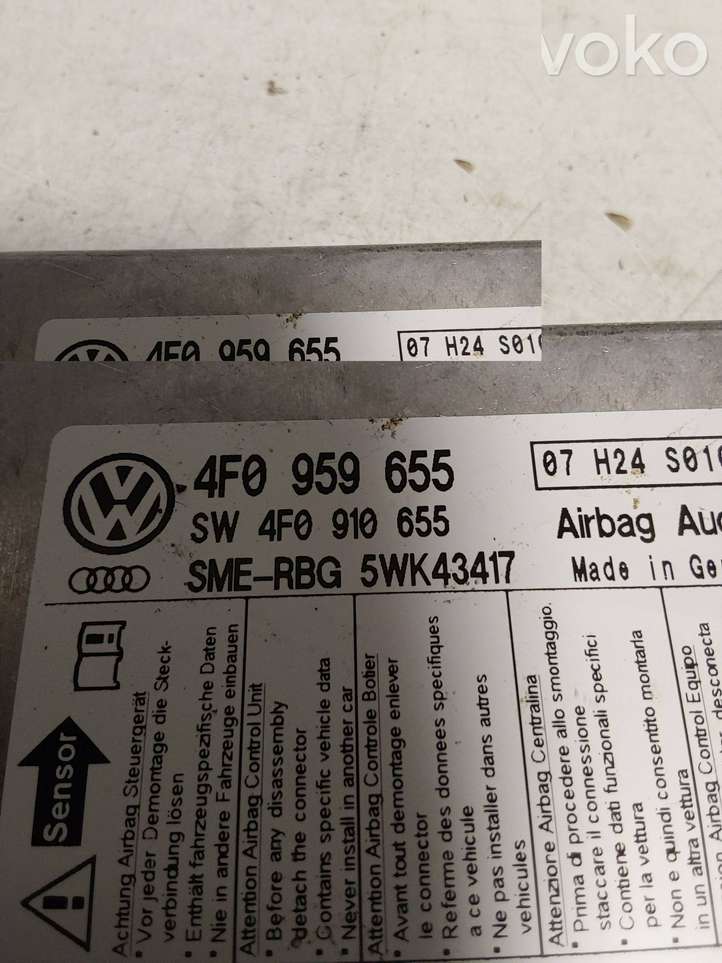 voko
4F0 959 655
07 H24 S010
4F0 959 655
07 H24 S010
SW 4F0 910 655
Airbag
SME-RBG 5WK43417
Made in
Sensor
Achtung Airbag Steuergerät
• Vor jeder Demontage die Steck-
verbindung lösen
• Enthält fahrzeugspezifische Daten
• Nie in andere Fahrzeuge einbauen
Attention Airbag Control Unit
• Before any disassembly
detach the connector
• Contains specific vehicle data
• Never install in another car
Attention Airbag Controle Botier
• Avant tout demontage enlever
le connector
• Referme des donnees specifiques
a ce vehicule
• Ne pas installer dans autres
vehicules
Attenzione Airbag Centralina
• Prima di procedere allo smontaggio.
staccare il connessione
• Contiene dati funzionali specifici
per la vettura
• Non e quindi consentito montarla
in un altra vettura
Airbag Control Equipo
desconecta